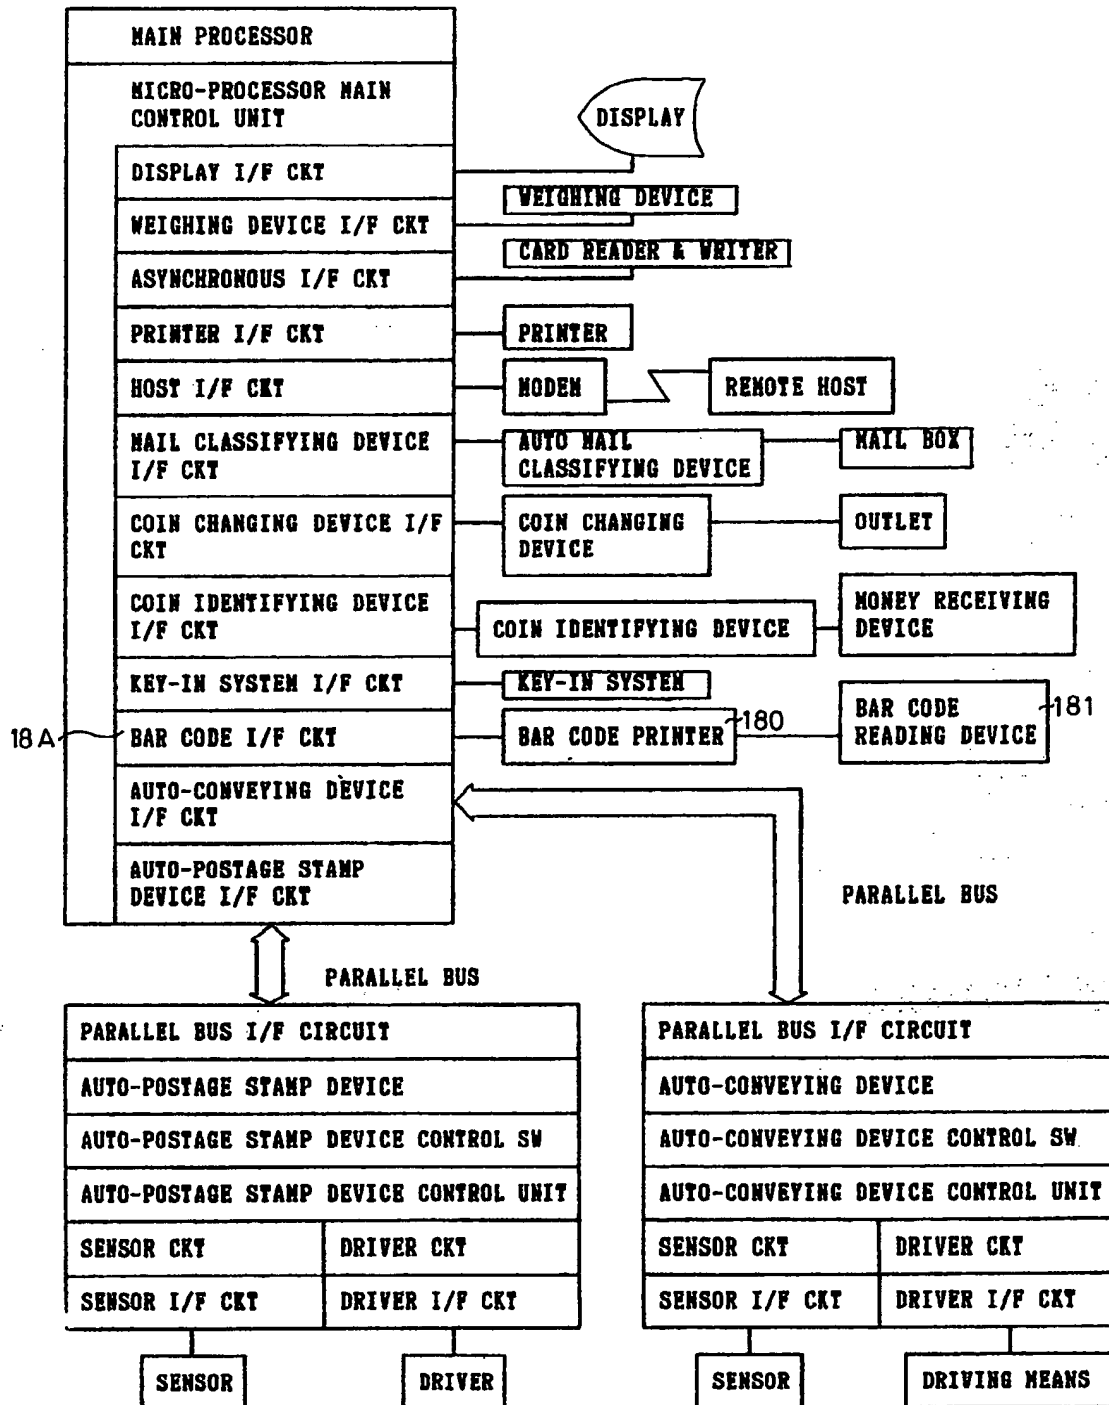 MAIN PROCESSOR
MICRO-PROCESSOR MAIN
CONTROL UNIT
DISPLAY
DISPLAY I/F CKT
WEIGHING DEVICE
WEIGHING DEVICE I/F CKT
CARD READER & WRITER
ASYNCHRONOUS I/F CKT
PRINTER I/F CKT
PRINTER
HOST I/F CKT
MODEM
REMOTE HOST
MAIL CLASSIFYING DEVICE
I/F CKT
AUTO MAIL
CLASSIFYING DEVICE
MAIL BOX
COIN CHANGING DEVICE I/F
CKT
COIN CHANGING
DEVICE
OUTLET
COIN IDENTIFYING DEVICE
I/F CKT
COIN IDENTIFYING DEVICE
MONEY RECEIVING
DEVICE
KEY-IN SYSTEM I/F CKT
KEY-IN SYSTEM
18A
BAR CODE I/F CKT
BAR CODE PRINTER
180
BAR CODE
READING DEVICE
181
AUTO-CONVEYING DEVICE
I/F CKT
AUTO-POSTAGE STAMP
DEVICE I/F CKT
PARALLEL BUS
PARALLEL BUS
PARALLEL BUS I/F CIRCUIT
AUTO-POSTAGE STAMP DEVICE
AUTO-POSTAGE STAMP DEVICE CONTROL SW
AUTO-POSTAGE STAMP DEVICE CONTROL UNIT
SENSOR CKT
DRIVER CKT
SENSOR I/F CKT
DRIVER I/F CKT
SENSOR
DRIVER
PARALLEL BUS I/F CIRCUIT
AUTO-CONVEYING DEVICE
AUTO-CONVEYING DEVICE CONTROL SW
AUTO-CONVEYING DEVICE CONTROL UNIT
SENSOR CKT
DRIVER CKT
SENSOR I/F CKT
DRIVER I/F CKT
SENSOR
DRIVING MEANS